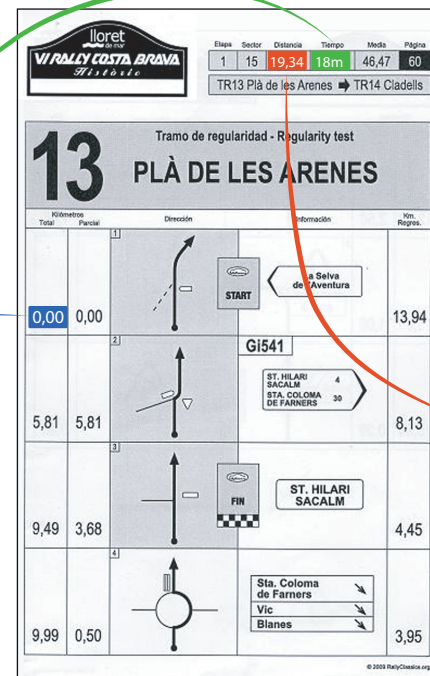 lloret
de mar
VI RALLY COSTA BRAVA
Històric
Etapa Sector Distancia Tiempo Media Página
1 15 19,34 18m 46,47 60
TR13 Plà de les Arenes ➡ TR14 Cladells
13
Tramo de regularidad - Regularity test
PLÀ DE LES ARENES
Kilómetros
Total Parcial Dirección Información Km. Regres.
1
START
La Selva
de l'Aventura
0,00 0,00 13,94
2
Gi541
ST. HILARI
SACALM 4
STA. COLOMA
DE FARNERS 30
5,81 5,81 8,13
3
FIN
ST. HILARI
SACALM
9,49 3,68 4,45
4
Sta. Coloma
de Farners
Vic
Blanes
9,99 0,50 3,95
© 2009 RallyClassics.org